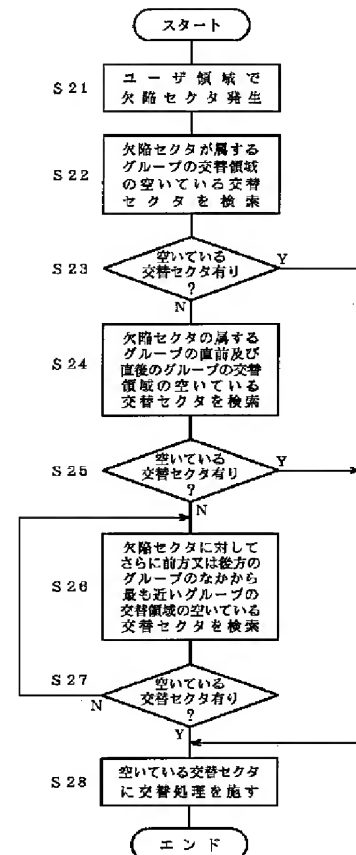 スタート
S21
ユーザ領域で
欠陥セクタ発生
S22
欠陥セクタが属する
グループの交替領域
の空いている交替
セクタを検索
S23
空いている
交替セクタ有り
?
Y
N
S24
欠陥セクタの属する
グループの直前及び
直後のグループの交替
領域の空いている
交替セクタを検索
S25
空いている
交替セクタ有り
?
Y
N
S26
欠陥セクタに対して
さらに前方又は後方の
グループのなかから
最も近いグループの
交替領域の空いている
交替セクタを検索
S27
空いている
交替セクタ有り
?
N
Y
S28
空いている交替セクタ
に交替処理を施す
エンド